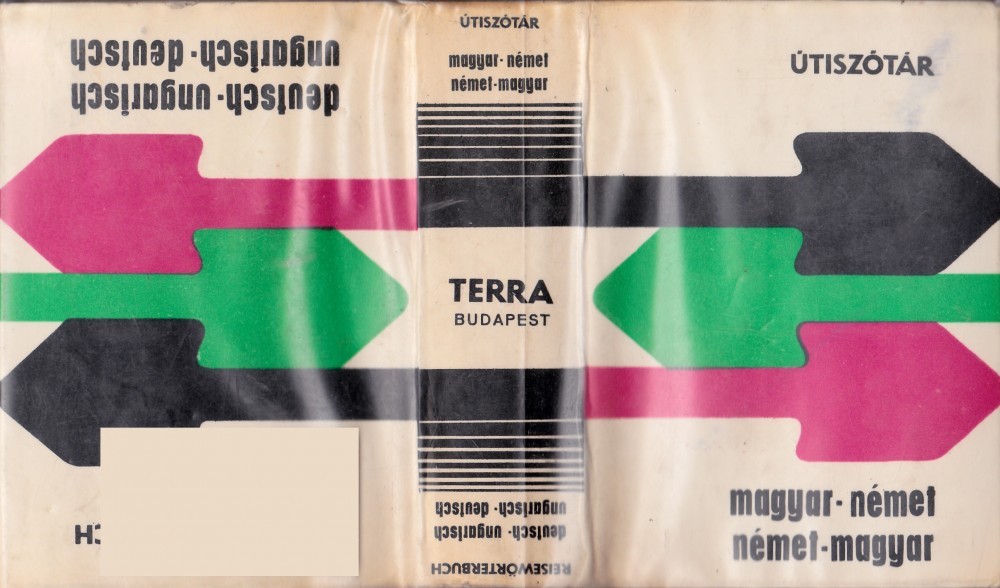 deutsch-ungarisch
ungarisch-deutsch
CH
ÚTISZÓTÁR
magyar-német
német-magyar
TERRA
BUDAPEST
REISEWÖRTERBUCH
deutsch-ungarisch
ungarisch-deutsch
ÚTISZÓTÁR
magyar-német
német-magyar